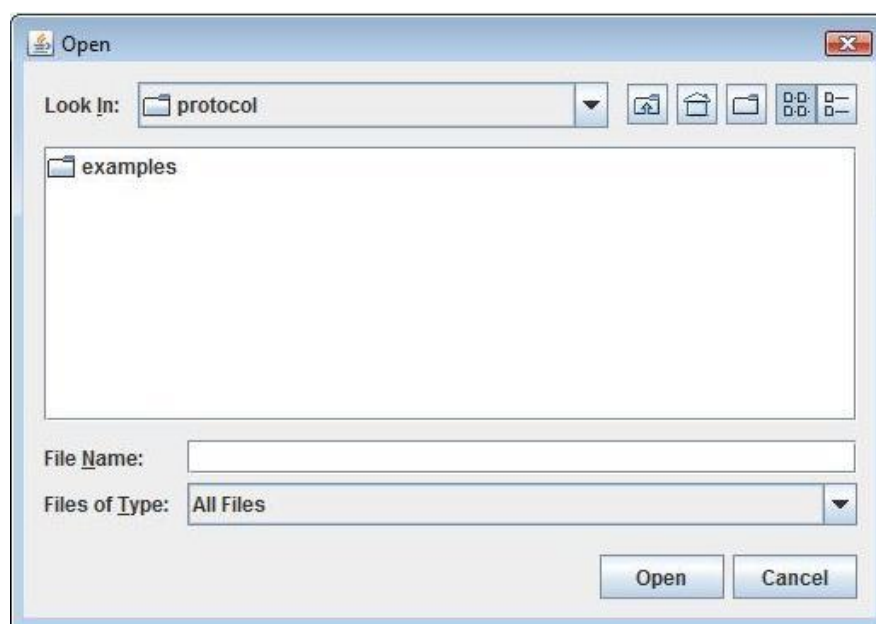 Open
Look In: protocol
examples
File Name:
Files of Type: All Files
Open Cancel